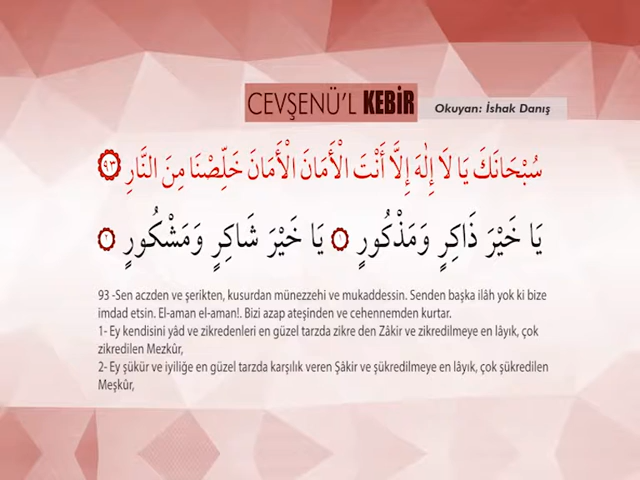 CEVŞENÜ'L KEBİR
Okuyan: İshak Danış
سُبْحَانَكَ يَا لَا إِلٰهَ إِلَّا أَنْتَ الْأَمَانَ الْأَمَانَ خَلِّصْنَا مِنَ النَّارِ ٩٣
يَا خَيْرَ ذَاكِرٍ وَمَذْكُورٍ ١ يَا خَيْرَ شَاكِرٍ وَمَشْكُورٍ ٢
93 -Sen aczden ve şerikten, kusurdan münezzehi ve mukaddessin. Senden başka ilâh yok ki bize
imdad etsin. El-aman el-aman!. Bizi azap ateşinden ve cehennemden kurtar.
1- Ey kendisini yâd ve zikredenleri en güzel tarzda zikre den Zâkir ve zikredilmeye en lâyık, çok
zikredilen Mezkûr,
2- Ey şükür ve iyiliğe en güzel tarzda karşılık veren Şâkir ve şükredilmeye en lâyık, çok şükredilen
Meşkûr,